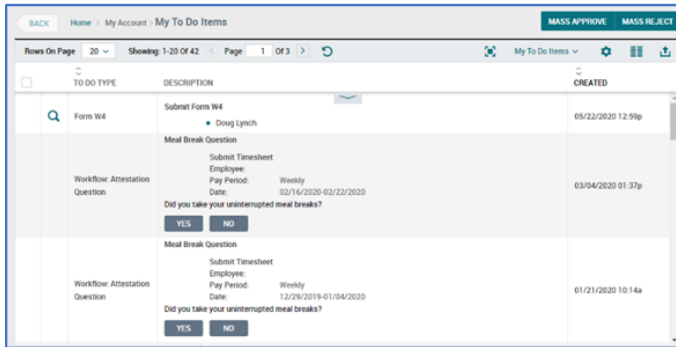 BACK Home > My Account > My To Do Items MASS APPROVE MASS REJECT
Rows On Page 20 Showing: 1-20 Of 42 Page 1 Of 3 My To Do Items
TO DO TYPE DESCRIPTION CREATED
Form W4 Submit Form W4 05/22/2020 12:59p
• Doug Lynch
Meal Break Question
Submit Timesheet
Employee:
Workflow: Attestation Question Pay Period: Weekly 03/04/2020 01:37p
Date: 02/16/2020-02/22/2020
Did you take your uninterrupted meal breaks?
YES NO
Meal Break Question
Submit Timesheet
Employee:
Workflow: Attestation Question Pay Period: Weekly 01/21/2020 10:14a
Date: 12/29/2019-01/04/2020
Did you take your uninterrupted meal breaks?
YES NO